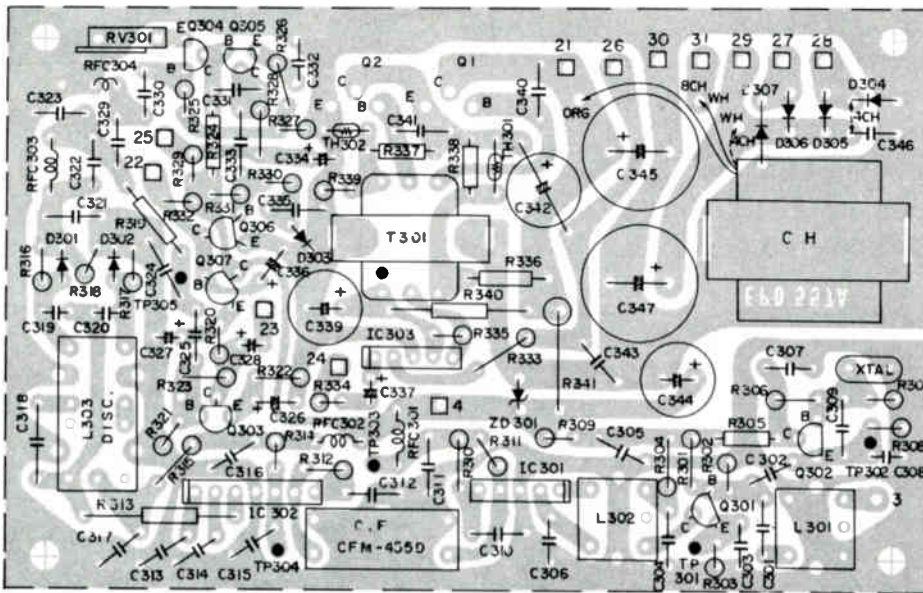 RV301
E Q304
Q305
R326
C332
Q2
Q1
21
26
30
31
29
27
28
RFC304
B
C
B
E
C
R328
C
E
B
C
E
B
C340
ORG
8CH
WH
WH
4CH
D307
D304
4CH
C323
C329
C330
R325
C331
R327
TH302
C341
TH301
D306
D305
C346
25
R324
C333
C334
R337
R338
RFC303
C322
22
R329
R330
R339
C342
C345
C321
R319
R332
R331
B
C335
Q306
C
E
D303
T301
CH
R316
D301
D302
R318
R317
C324
TP305
Q307
B
C
E
C336
C339
R336
R340
C347
C319
C320
C327
C325
R320
C328
23
24
IC303
R335
R333
C343
C307
XTAL
L303
DISC.
C318
R323
R322
R334
C337
R341
C344
R306
C309
C
E
C326
RFC302
TP303
RFC301
4
ZD301
B
R321
R315
Q303
R314
R312
C316
C311
R310
R311
R309
C305
R304
R301
R302
R305
C302
Q302
C
B
E
TP302
C308
R308
R313
IC302
C312
IC301
L302
B
Q301
C
E
L301
3
C.F
CFM-455D
C317
C313
C314
C315
TP304
C310
C306
C304
TP
301
R303
C303
C301